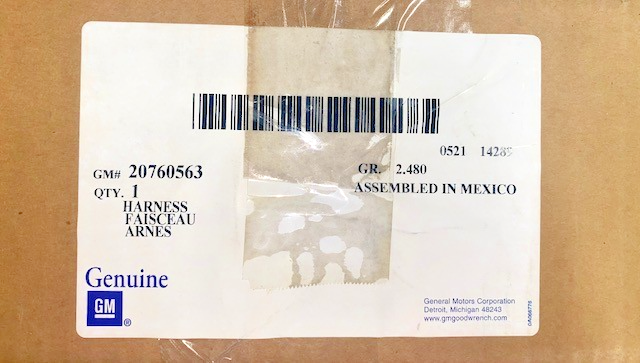 0521 1428
GM# 20760563
GR. 2.480
QTY. 1
ASSEMBLED IN MEXICO
HARNESS
FAISCEAU
ARNES
Genuine
GM ®
General Motors Corporation
Detroit, Michigan 48243
www.gmgoodwrench.com